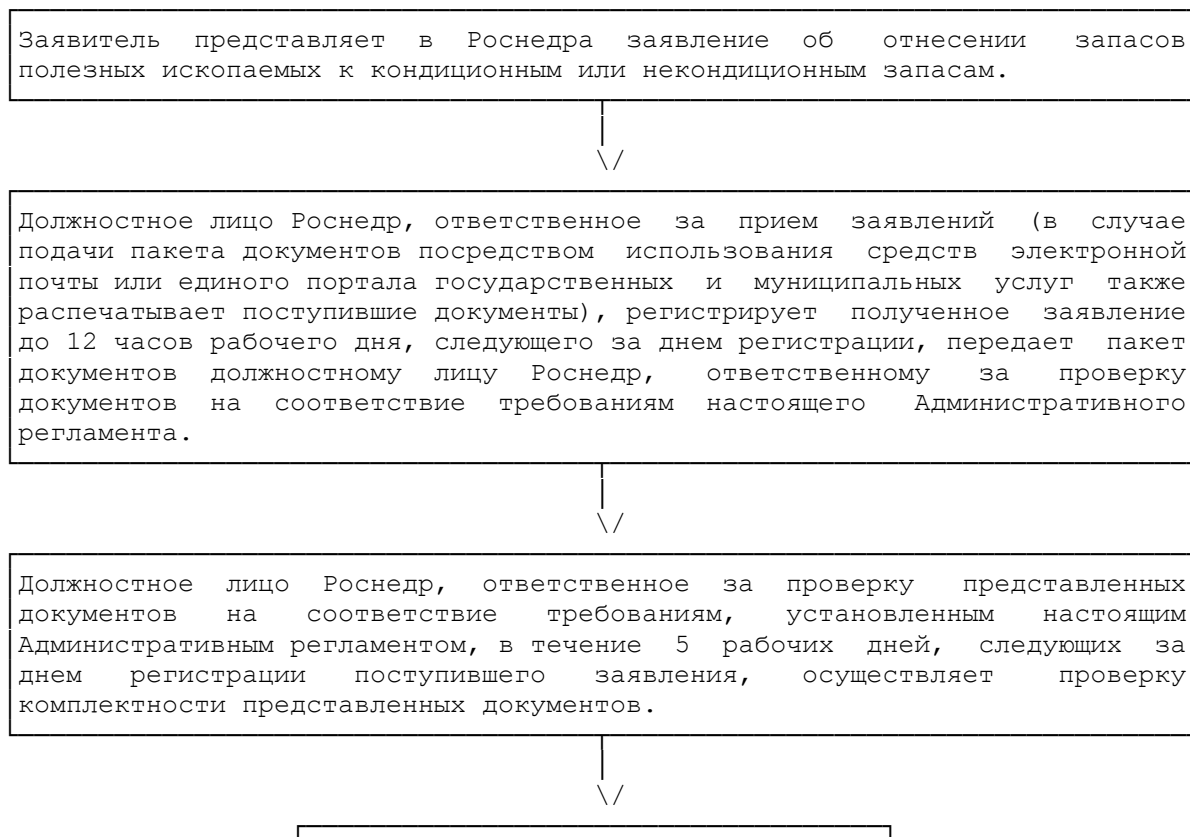 Заявитель представляет в Роснедра заявление об отнесении запасов
полезных ископаемых к кондиционным или некондиционным запасам.
\/
Должностное лицо Роснедр, ответственное за прием заявлений (в случае
подачи пакета документов посредством использования средств электронной
почты или единого портала государственных и муниципальных услуг также
распечатывает поступившие документы), регистрирует полученное заявление
до 12 часов рабочего дня, следующего за днем регистрации, передает пакет
документов должностному лицу Роснедр, ответственному за проверку
документов на соответствие требованиям настоящего Административного
регламента.
\/
Должностное лицо Роснедр, ответственное за проверку представленных
документов на соответствие требованиям, установленным настоящим
Административным регламентом, в течение 5 рабочих дней, следующих за
днем регистрации поступившего заявления, осуществляет проверку
комплектности представленных документов.
\/